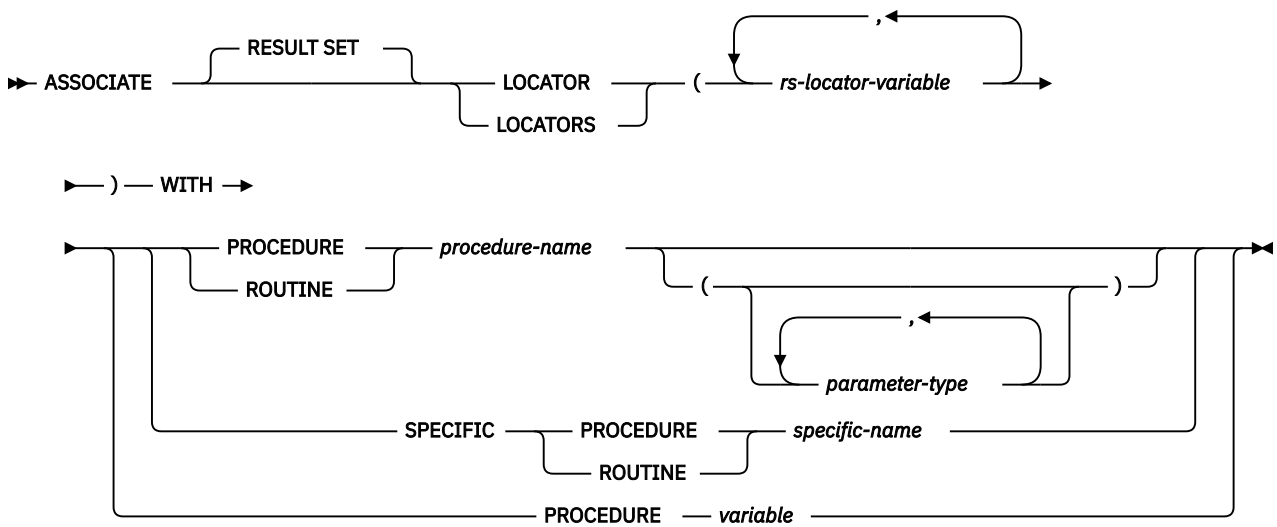 ,
RESULT SET
ASSOCIATE LOCATOR ( rs-locator-variable
LOCATORS
) WITH
PROCEDURE procedure-name
ROUTINE ( )
,
parameter-type
SPECIFIC PROCEDURE specific-name
ROUTINE
PROCEDURE variable